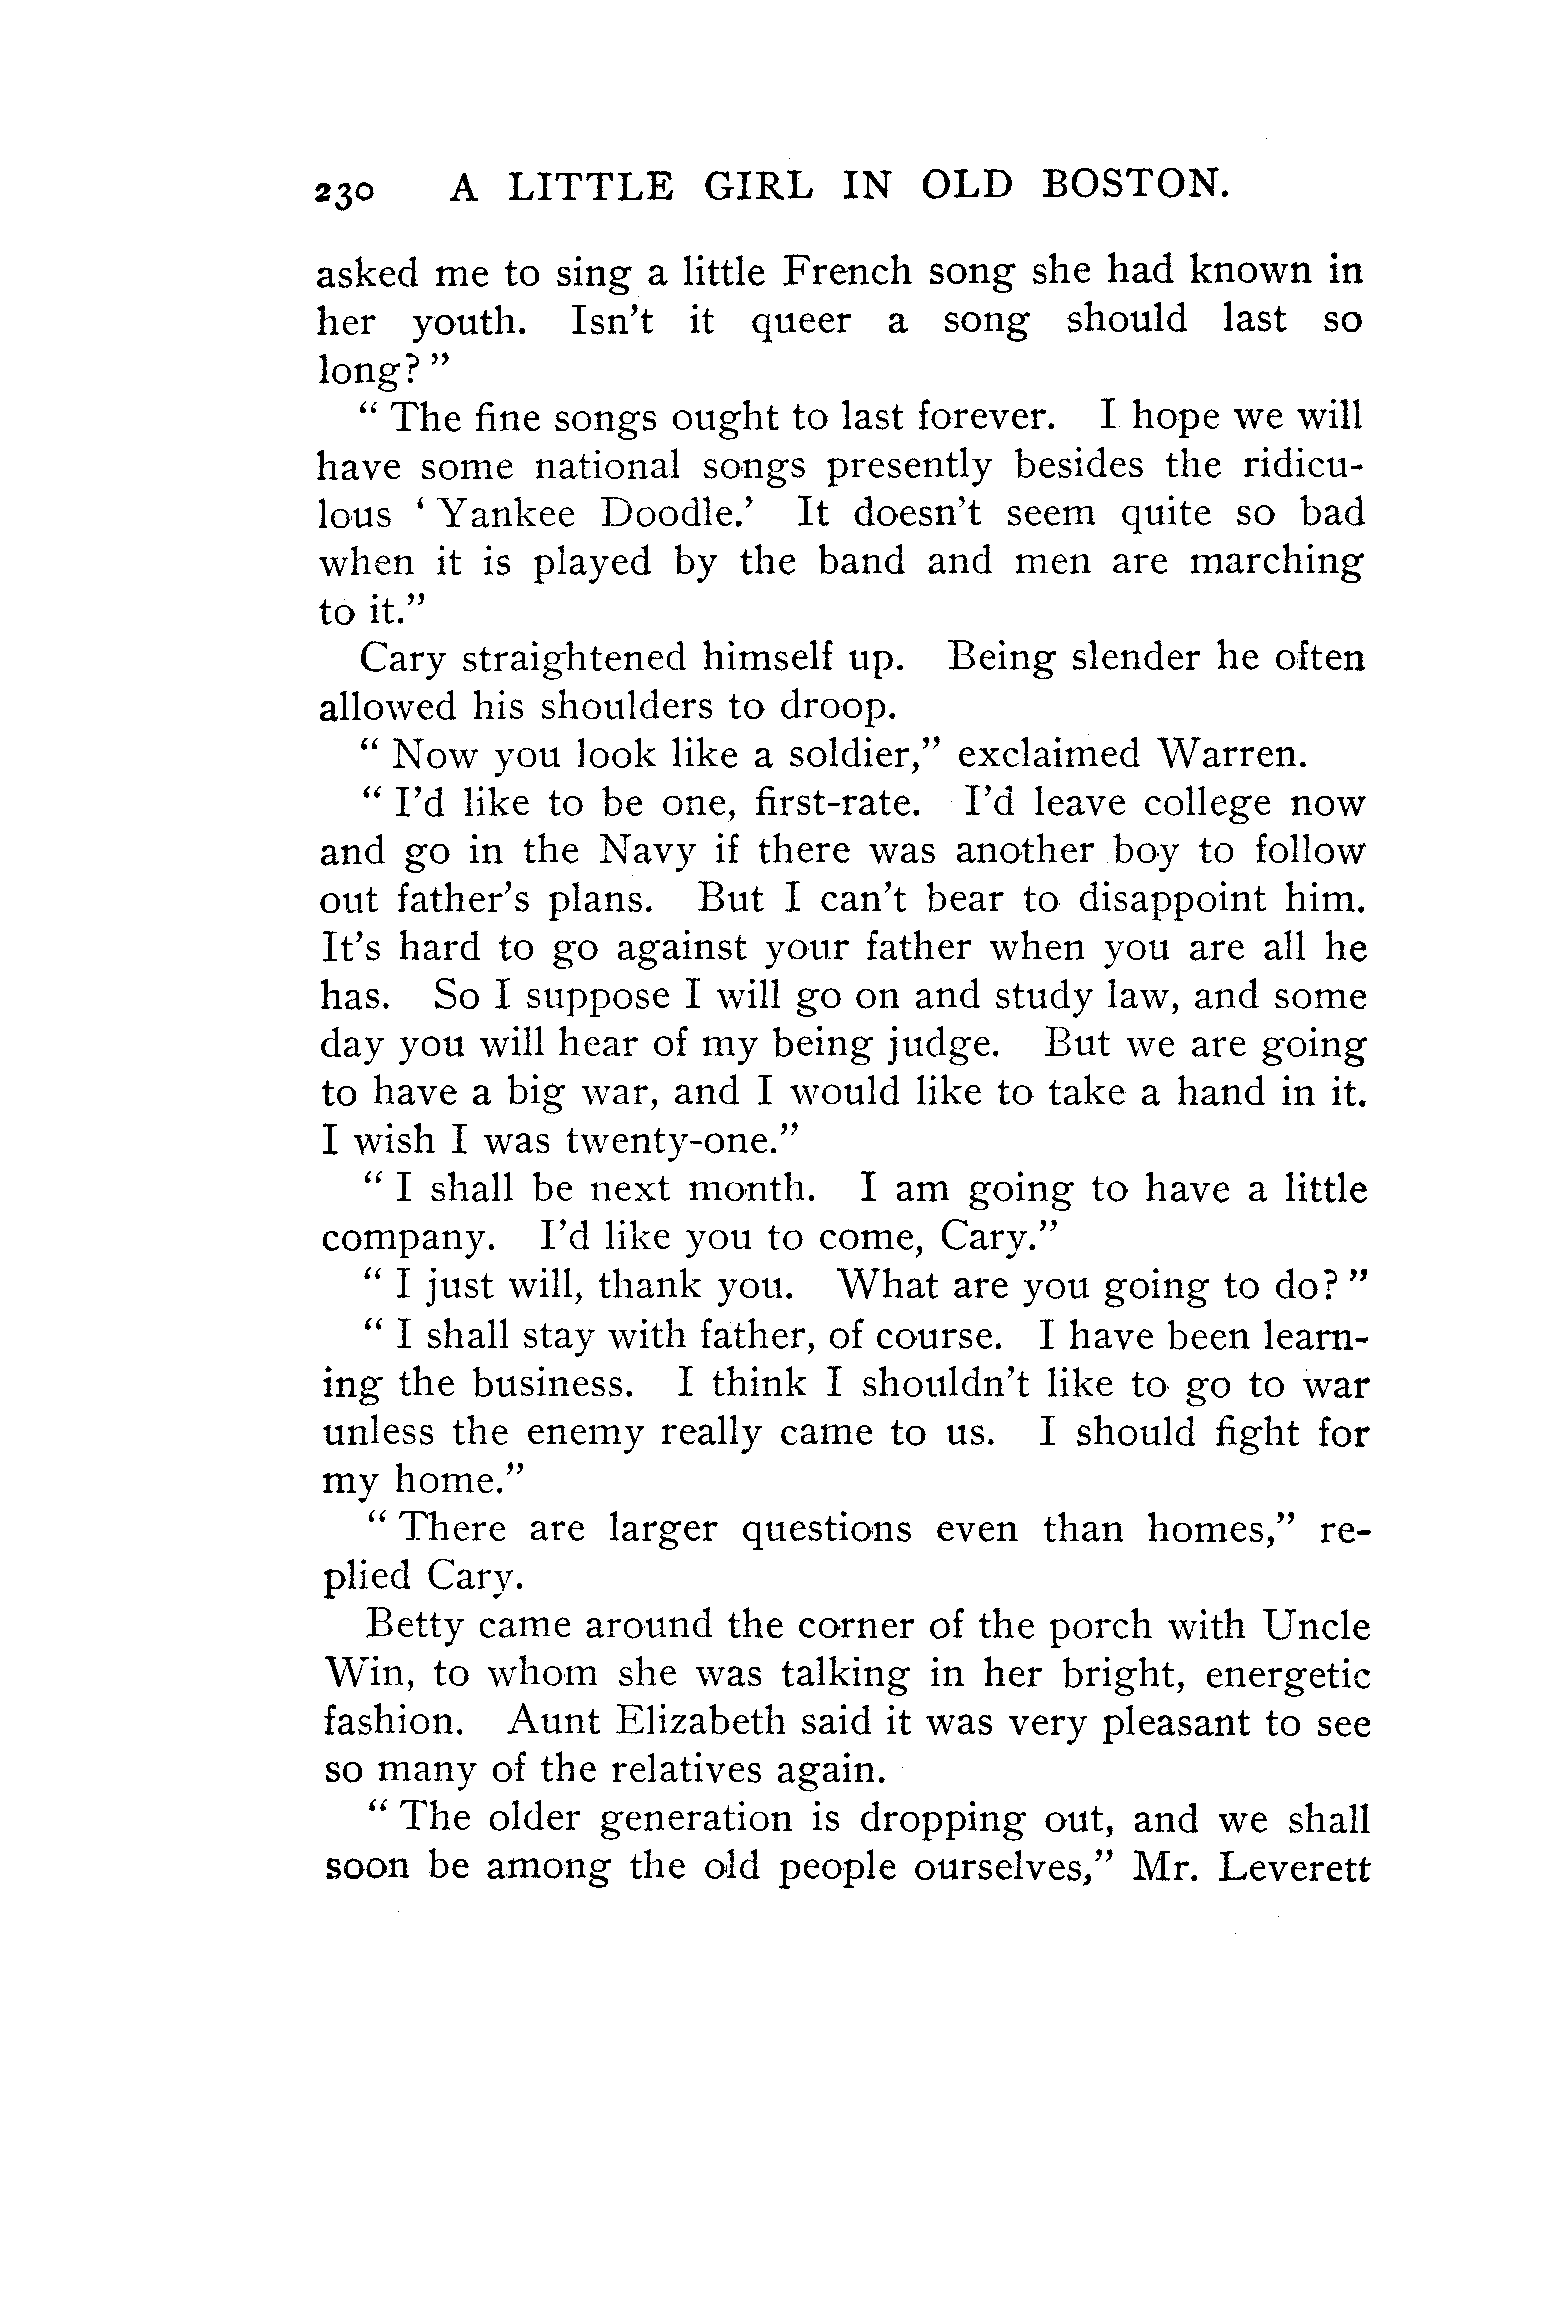 230 A LITTLE GIRL IN OLD BOSTON.
asked me to sing a little French song she had known in
her youth. Isn't it queer a song should last so
long?"
"The fine songs ought to last forever. I hope we will
have some national songs presently besides the ridicu-
lous 'Yankee Doodle.' It doesn't seem quite so bad
when it is played by the band and men are marching
to it."
Cary straightened himself up. Being slender he often
allowed his shoulders to droop.
"Now you look like a soldier," exclaimed Warren.
"I'd like to be one, first-rate. I'd leave college now
and go in the Navy if there was another boy to follow
out father's plans. But I can't bear to disappoint him.
It's hard to go against your father when you are all he
has. So I suppose I will go on and study law, and some
day you will hear of my being judge. But we are going
to have a big war, and I would like to take a hand in it.
I wish I was twenty-one."
"I shall be next month. I am going to have a little
company. I'd like you to come, Cary."
"I just will, thank you. What are you going to do?"
"I shall stay with father, of course. I have been learn-
ing the business. I think I shouldn't like to go to war
unless the enemy really came to us. I should fight for
my home."
"There are larger questions even than homes," re-
plied Cary.
Betty came around the corner of the porch with Uncle
Win, to whom she was talking in her bright, energetic
fashion. Aunt Elizabeth said it was very pleasant to see
so many of the relatives again.
"The older generation is dropping out, and we shall
soon be among the old people ourselves," Mr. Leverett